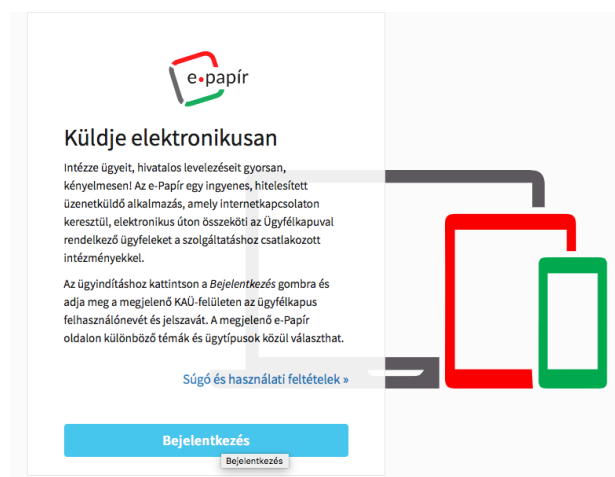 e•papír
Küldje elektronikusan
Intézze ügyeit, hivatalos levelezéseit gyorsan,
kényelmesen! Az e-Papír egy ingyenes, hitelesített
üzenetküldő alkalmazás, amely internetkapcsolaton
keresztül, elektronikus úton összeköti az Ügyfélkapuval
rendelkező ügyfeleket a szolgáltatáshoz csatlakozott
intézményekkel.
Az ügyindításhoz kattintson a Bejelentkezés gombra és
adja meg a megjelenő KAÜ-felületen az ügyfélkapus
felhasználónevét és jelszavát. A megjelenő e-Papír
oldalon különböző témák és ügytípusok közül választhat.
Súgó és használati feltételek »
Bejelentkezés
Bejelentkezés